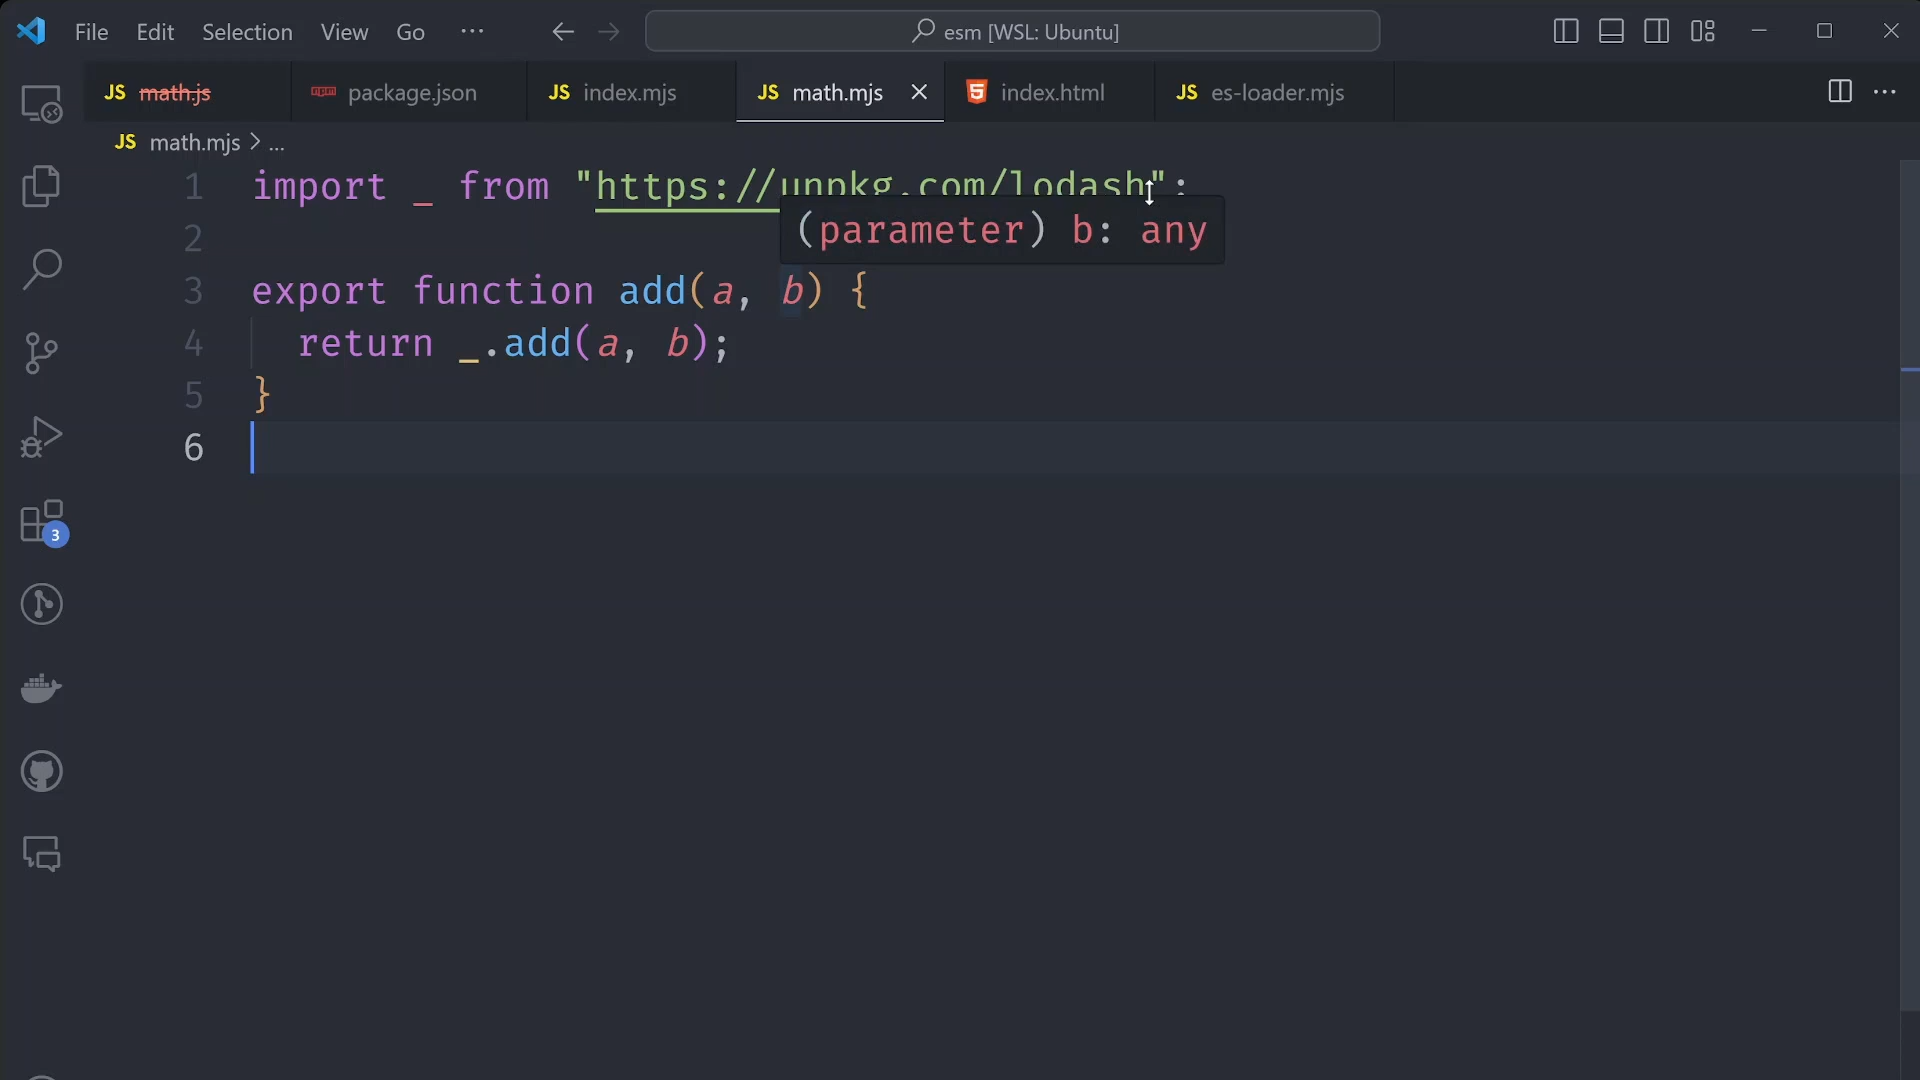 File Edit Selection View Go ··· esm [WSL: Ubuntu]
JS math.js package.json JS index.mjs JS math.mjs index.html JS es-loader.mjs
JS math.mjs > ...
1 import _ from "https://unpkg.com/lodash";
(parameter) b: any
2
3 export function add(a, b) {
4 return _.add(a, b);
5 }
6
3